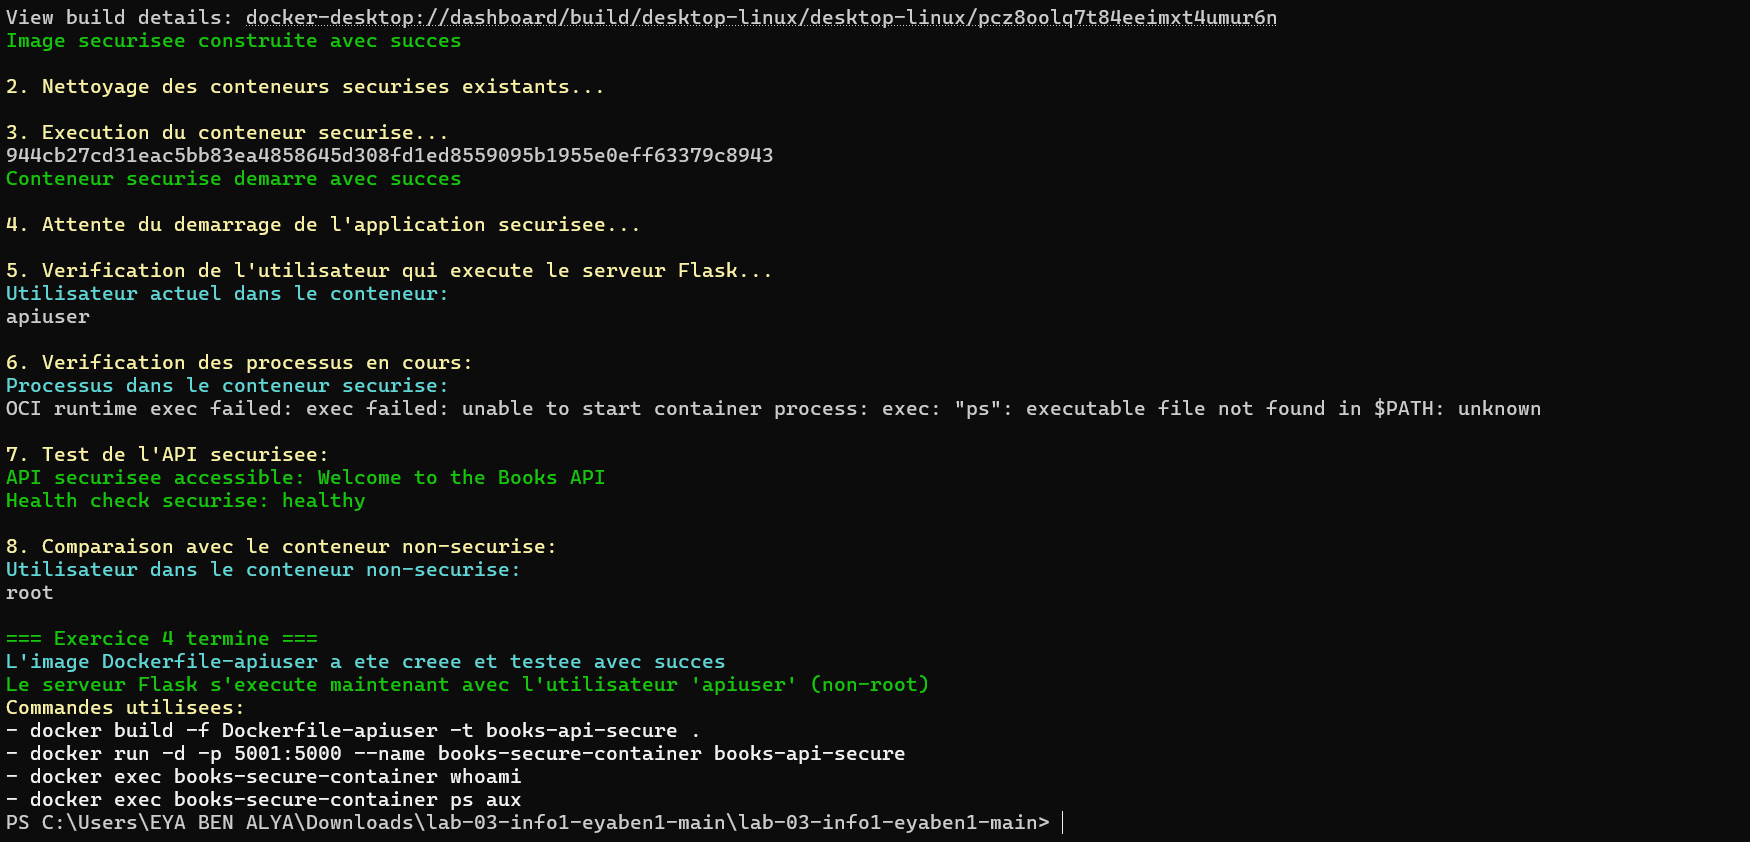 View build details: docker-desktop://dashboard/build/desktop-linux/desktop-linux/pcz8oolq7t84eeimxt4umur6n
Image securisee construite avec succes
2. Nettoyage des conteneurs securises existants...
3. Execution du conteneur securise...
944cb27cd31eac5bb83ea4858645d308fd1ed8559095b1955e0eff63379c8943
Conteneur securise demarre avec succes
4. Attente du demarrage de l'application securisee...
5. Verification de l'utilisateur qui execute le serveur Flask...
Utilisateur actuel dans le conteneur:
apiuser
6. Verification des processus en cours:
Processus dans le conteneur securise:
OCI runtime exec failed: exec failed: unable to start container process: exec: "ps": executable file not found in $PATH: unknown
7. Test de l'API securisee:
API securisee accessible: Welcome to the Books API
Health check securise: healthy
8. Comparaison avec le conteneur non-securise:
Utilisateur dans le conteneur non-securise:
root
=== Exercice 4 termine ===
L'image Dockerfile-apiuser a ete creee et testee avec succes
Le serveur Flask s'execute maintenant avec l'utilisateur 'apiuser' (non-root)
Commandes utilisees:
- docker build -f Dockerfile-apiuser -t books-api-secure .
- docker run -d -p 5001:5000 --name books-secure-container books-api-secure
- docker exec books-secure-container whoami
- docker exec books-secure-container ps aux
PS C:\Users\EYA BEN ALYA\Downloads\lab-03-info1-eyaben1-main\lab-03-info1-eyaben1-main>